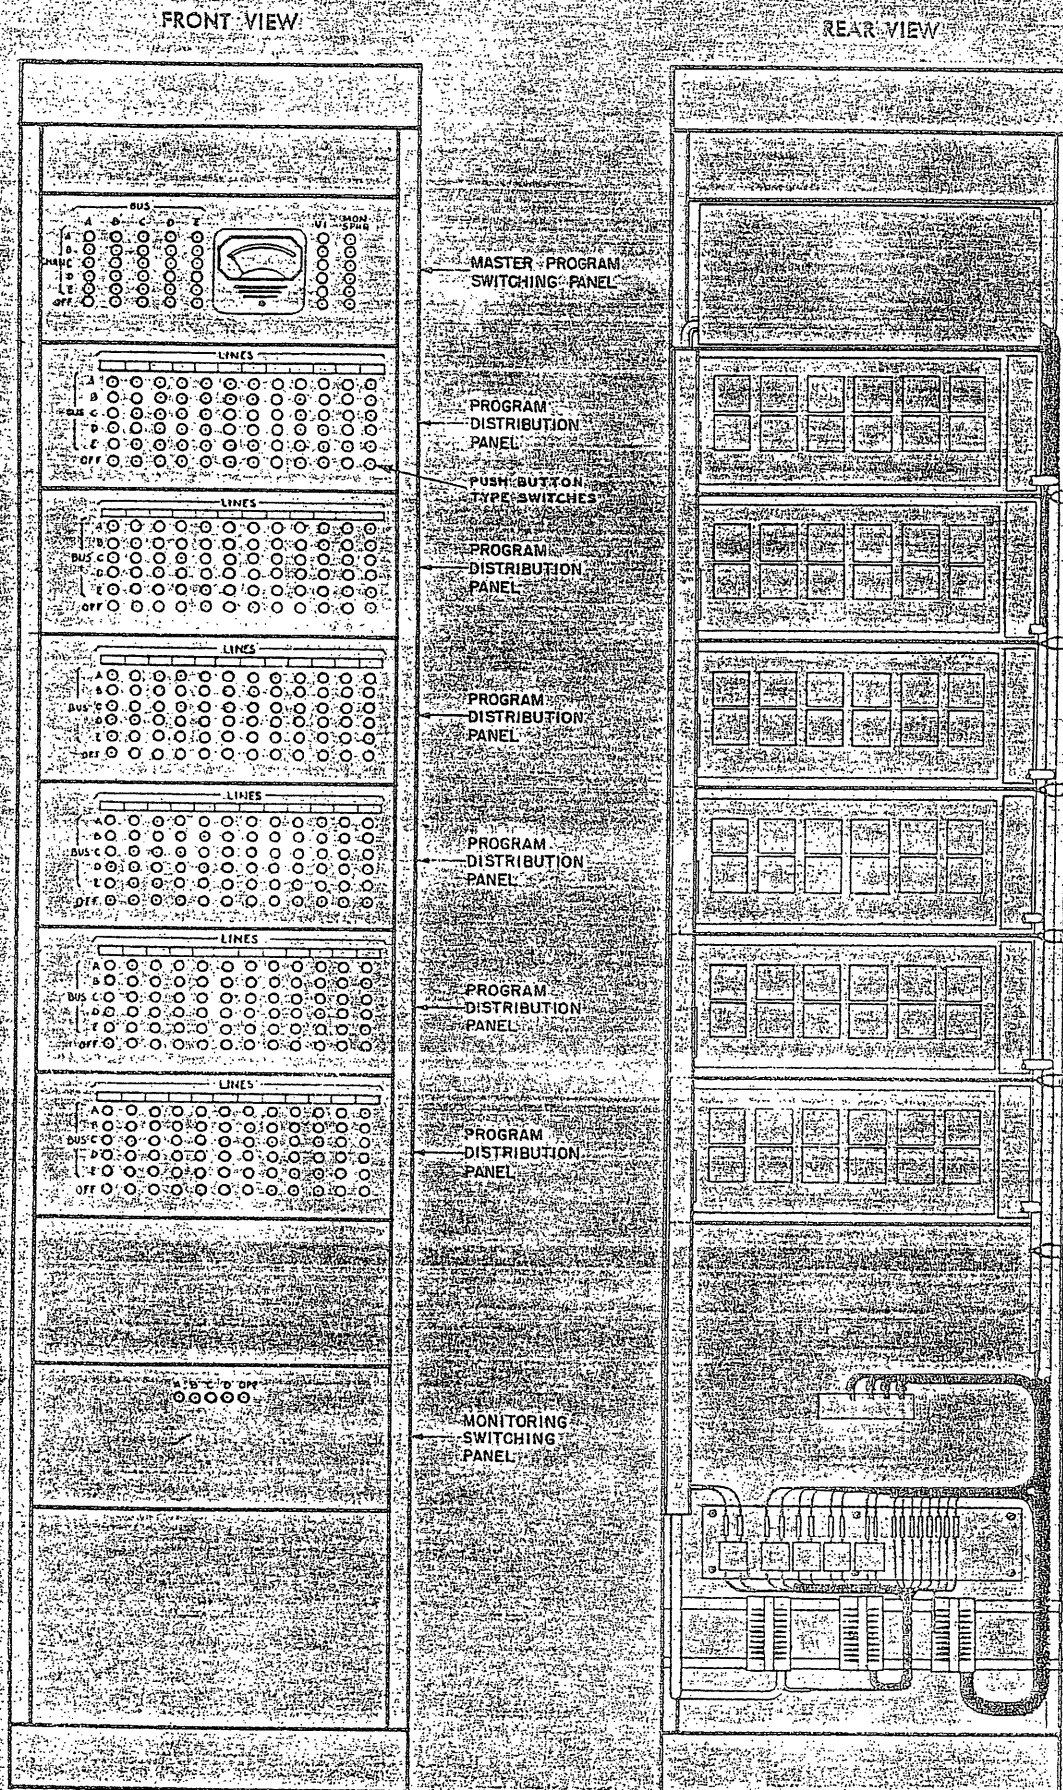 FRONT VIEW
REAR VIEW
BUS
A B C D E
VI MON SPKR
A
B
CHAN C
D
E
OFF
MASTER PROGRAM
SWITCHING PANEL
LINES
A
B
BUS C
D
E
OFF
PROGRAM
DISTRIBUTION
PANEL
PUSH BUTTON
TYPE SWITCHES
LINES
A
B
BUS C
D
E
OFF
PROGRAM
DISTRIBUTION
PANEL
LINES
A
B
BUS C
D
E
OFF
PROGRAM
DISTRIBUTION
PANEL
LINES
A
B
BUS C
D
E
OFF
PROGRAM
DISTRIBUTION
PANEL
LINES
A
B
BUS C
D
E
OFF
PROGRAM
DISTRIBUTION
PANEL
LINES
A
B
BUS C
D
E
OFF
PROGRAM
DISTRIBUTION
PANEL
A B C D OFF
MONITORING
SWITCHING
PANEL